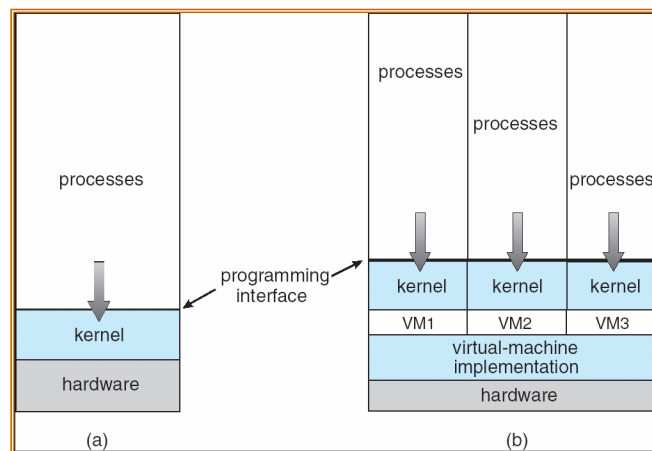 processes
kernel
hardware
(a)
programming
interface
processes
processes
processes
kernel
kernel
kernel
VM1
VM2
VM3
virtual-machine
implementation
hardware
(b)